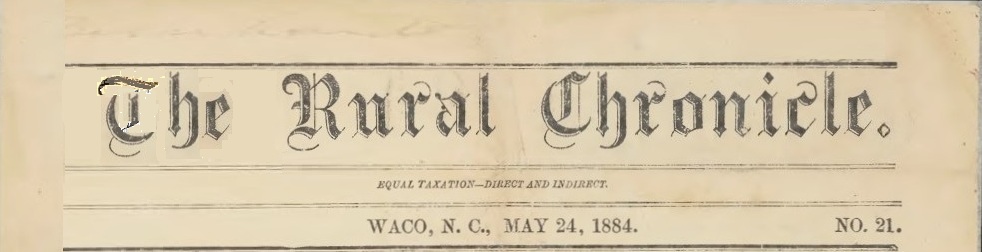 The Rural Chronicle.
EQUAL TAXATION—DIRECT AND INDIRECT.
WACO, N. C., MAY 24, 1884. NO. 21.